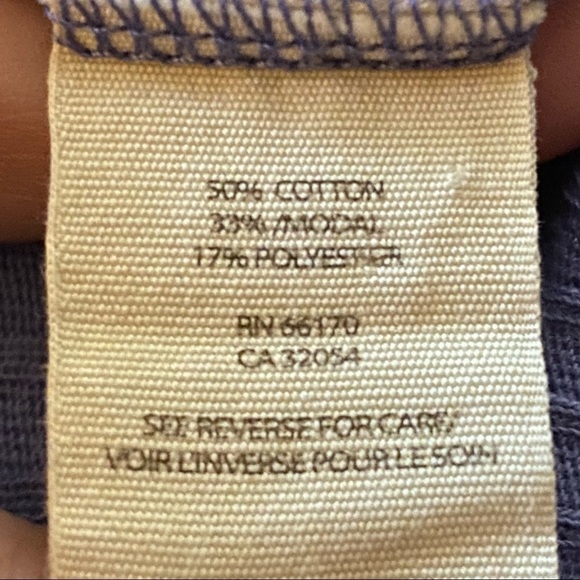 50% COTTON
33% /MODAL
17% POLYESTER
RN 66170
CA 32054
SEE REVERSE FOR CARE/
VOIR L'INVERSE POUR LE SOIN